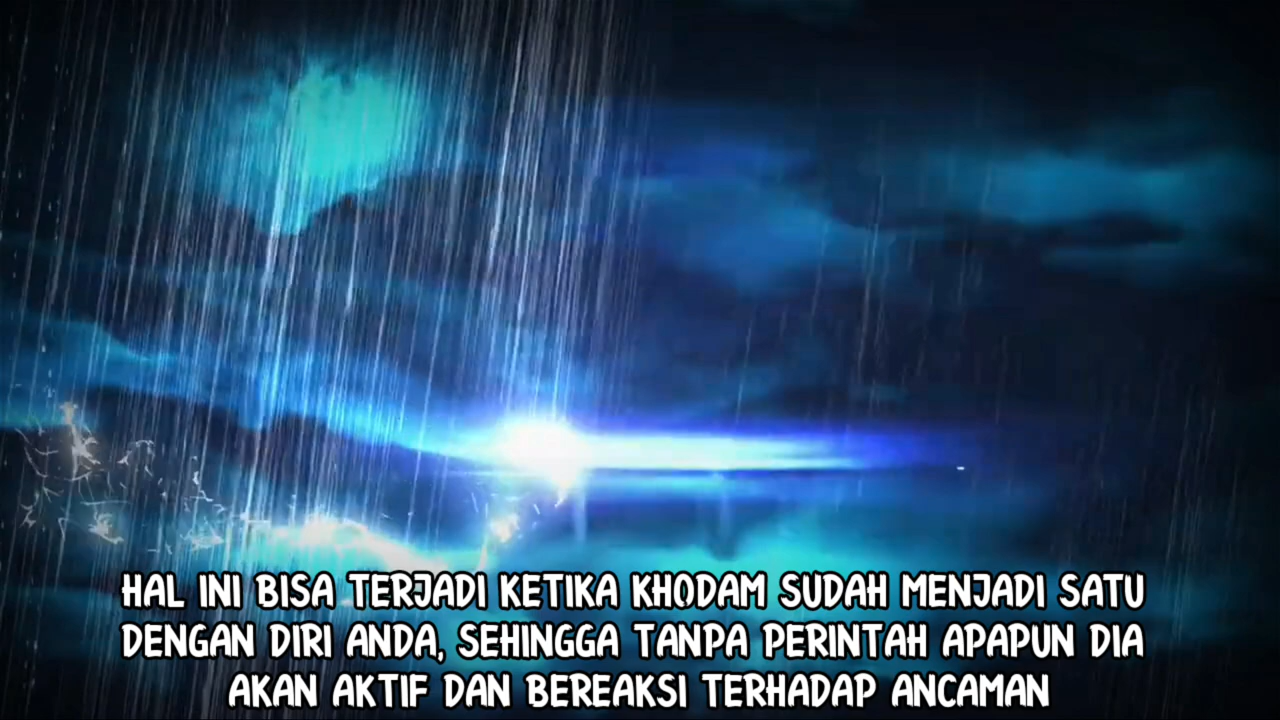 HAL INI BISA TERJADI KETIKA KHODAM SUDAH MENJADI SATU
DENGAN DIRI ANDA, SEHINGGA TANPA PERINTAH APAPUN DIA
AKAN AKTIF DAN BEREAKSI TERHADAP ANCAMAN